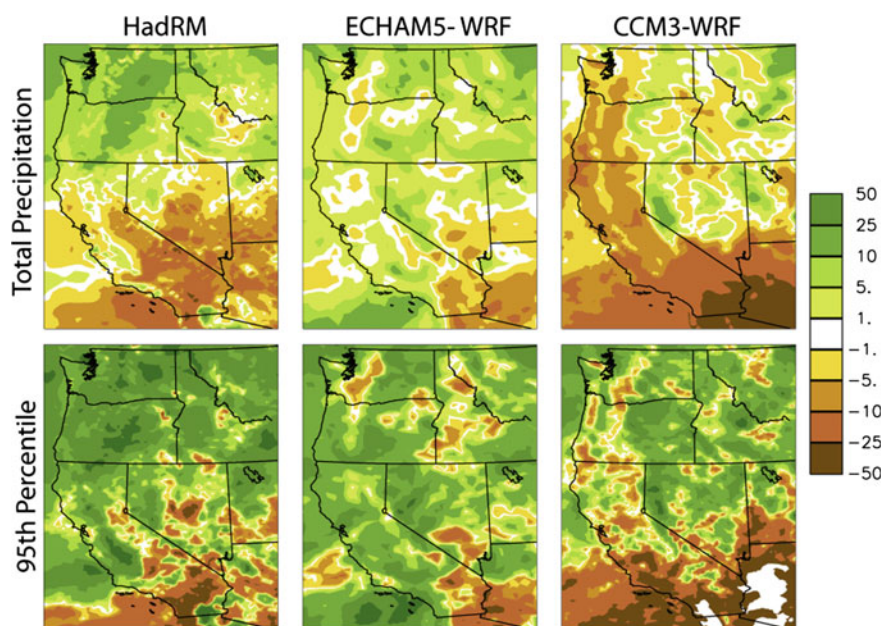 HadRM
ECHAM5- WRF
CCM3-WRF
Total Precipitation
95th Percentile
50
25
10
5.
1.
-1.
-5.
-10
-25
-50